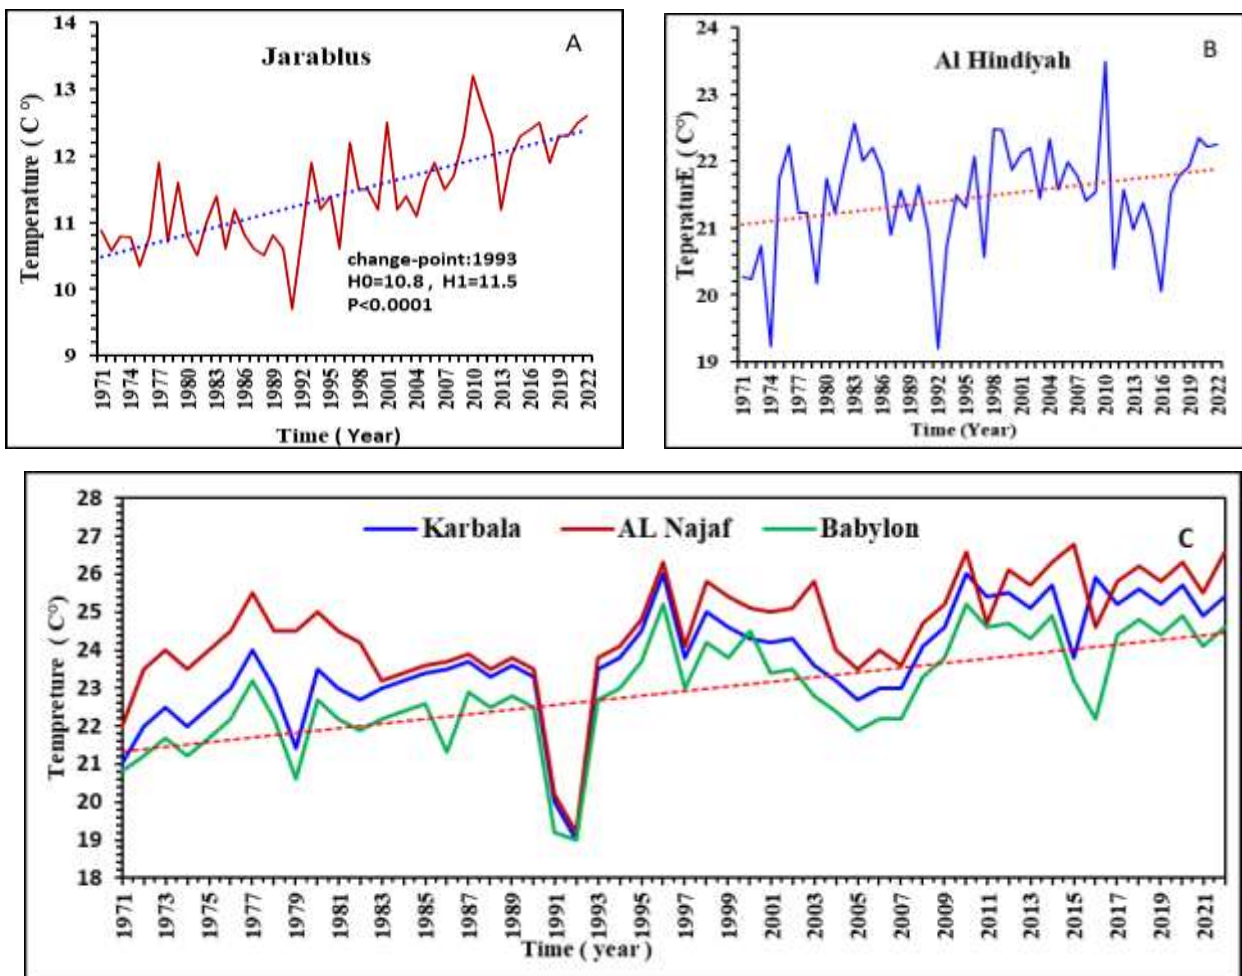 A
Jarablus
Temperature ( C °)
14
13
12
11
10
9
change-point:1993
H0=10.8 , H1=11.5
P<0.0001
1971 1974 1977 1980 1983 1986 1989 1992 1995 1998 2001 2004 2007 2010 2013 2016 2019 2022
Time ( Year)
B
Al Hindiyah
TeperaturE ( C°)
24
23
22
21
20
19
1971 1974 1977 1980 1983 1986 1989 1992 1995 1998 2001 2004 2007 2010 2013 2016 2019 2022
Time (Year)
C
Karbala AL Najaf Babylon
Tempreture ( C°)
28
27
26
25
24
23
22
21
20
19
18
1971 1973 1975 1977 1979 1981 1983 1985 1987 1989 1991 1993 1995 1997 1999 2001 2003 2005 2007 2009 2011 2013 2015 2017 2019 2021
Time ( year )